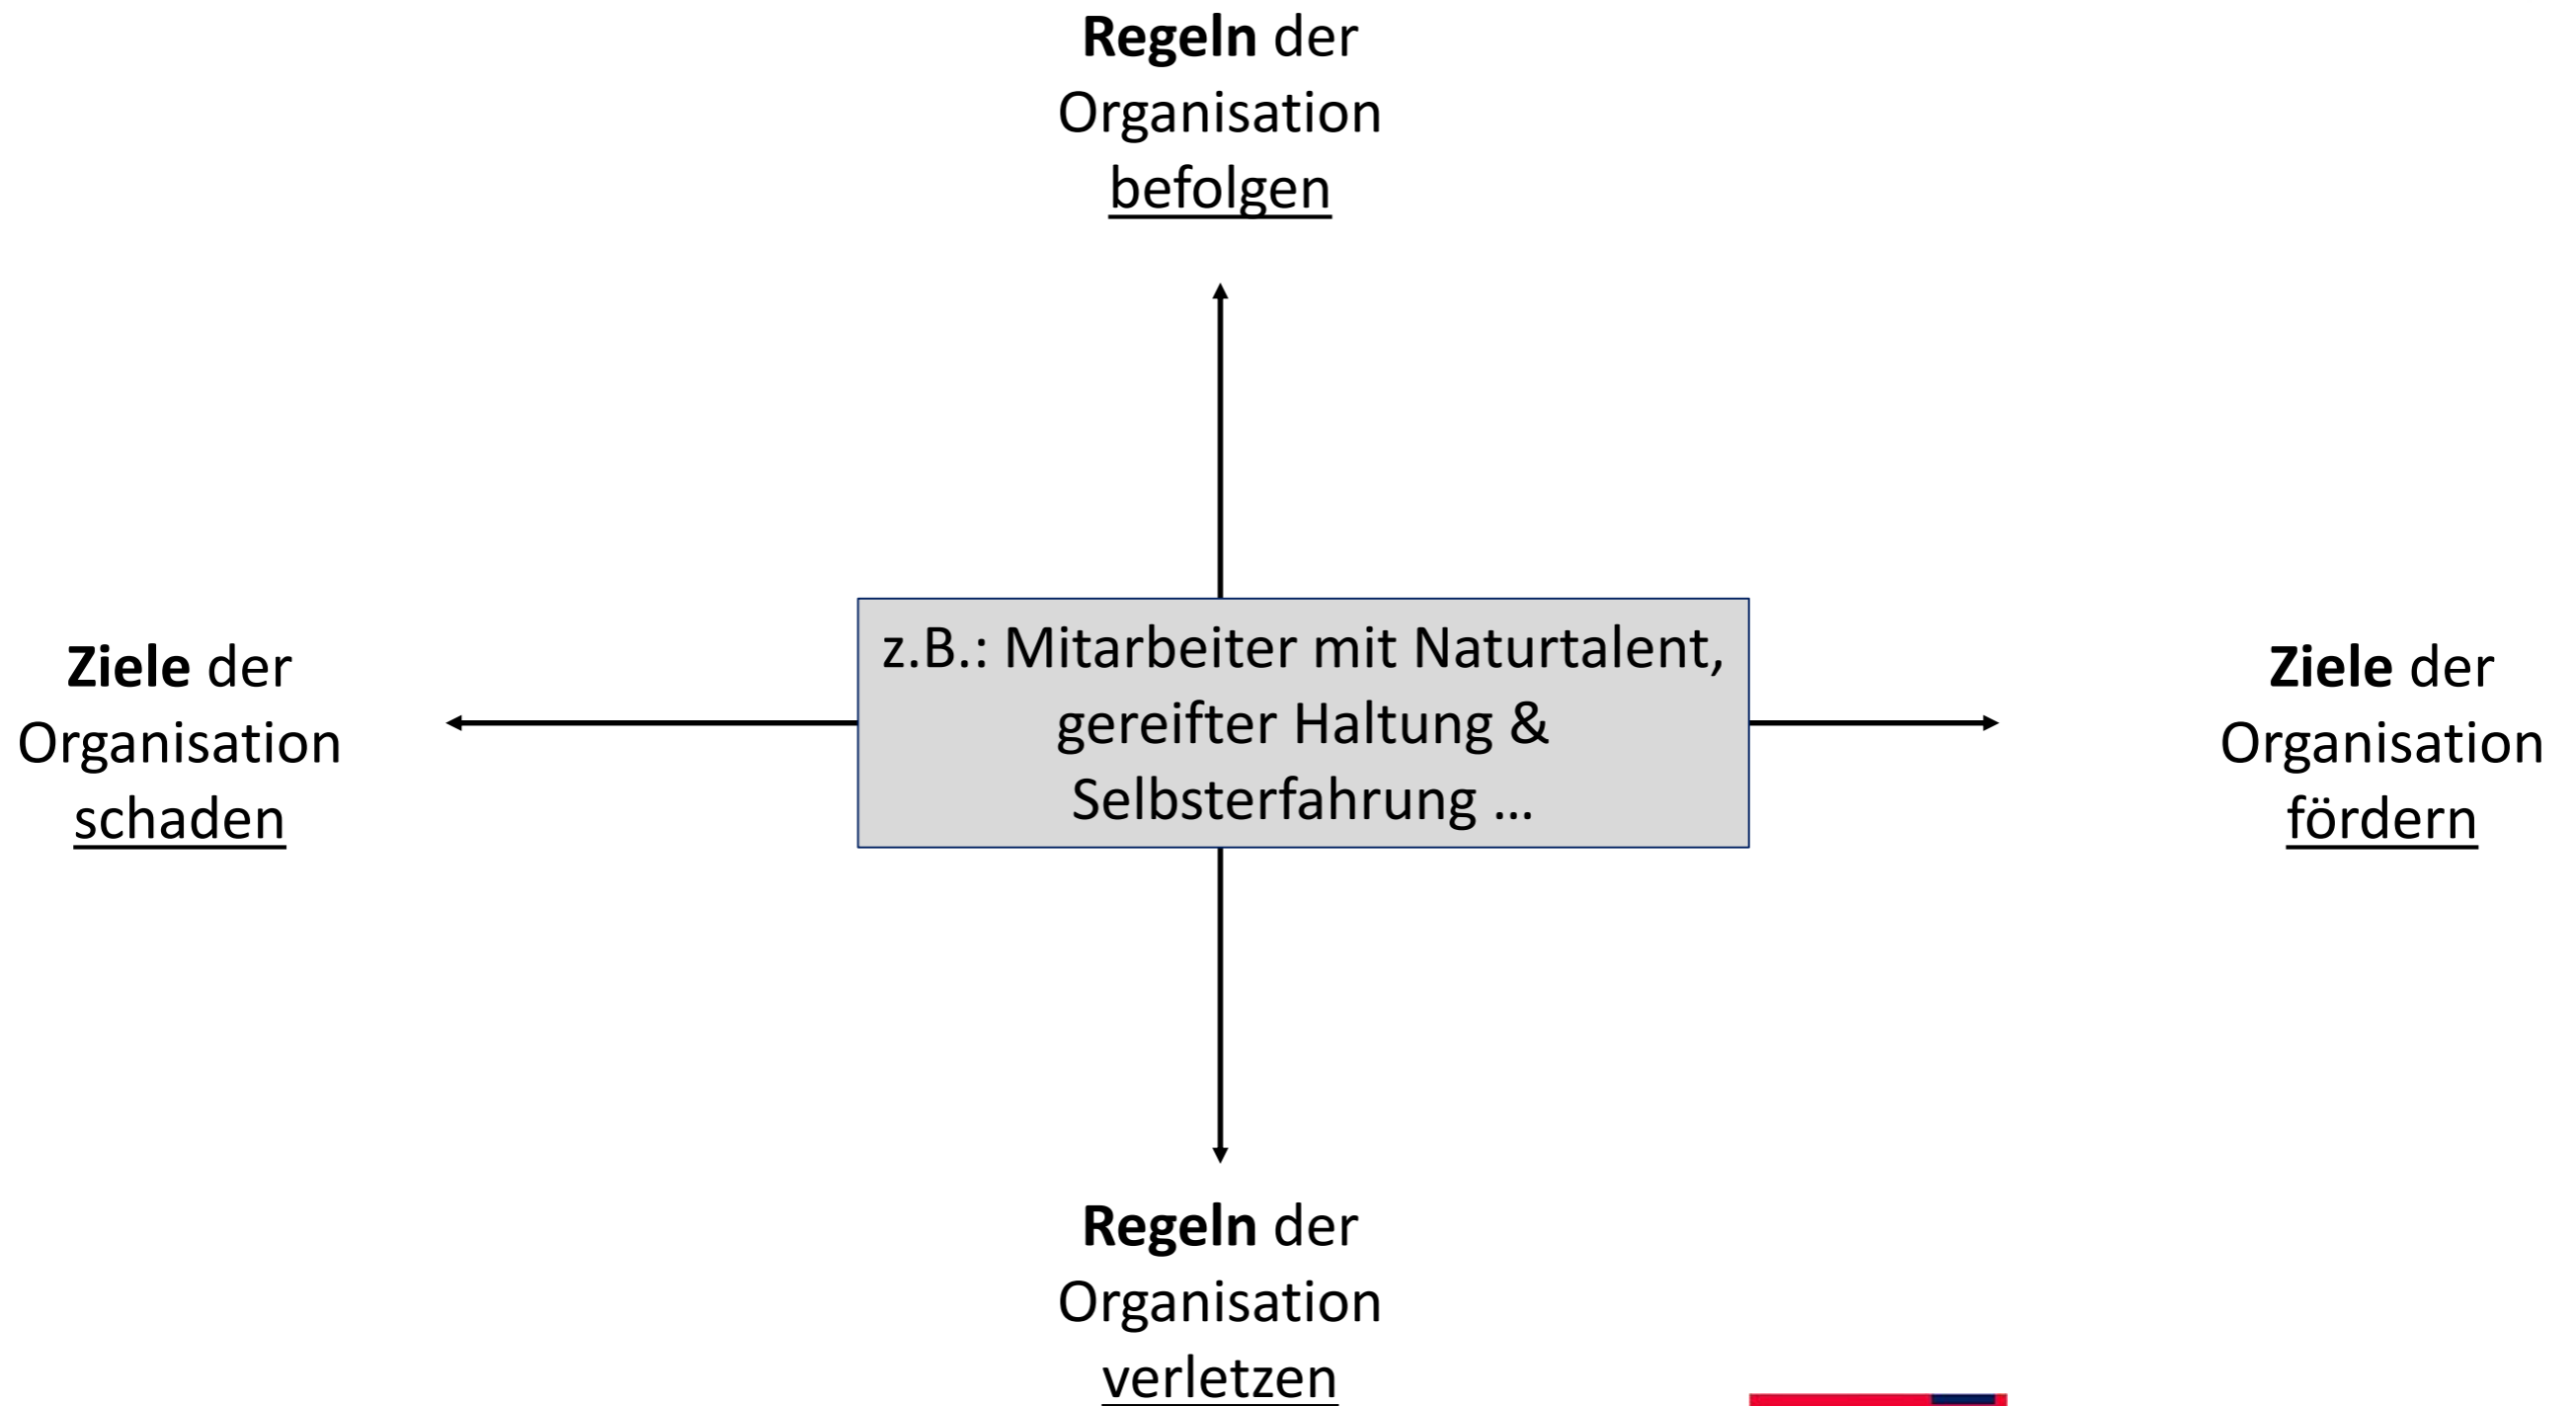 Regeln der
Organisation
befolgen
Ziele der
Organisation
schaden
z.B.: Mitarbeiter mit Naturtalent,
gereifter Haltung &
Selbsterfahrung ...
Ziele der
Organisation
fördern
Regeln der
Organisation
verletzen